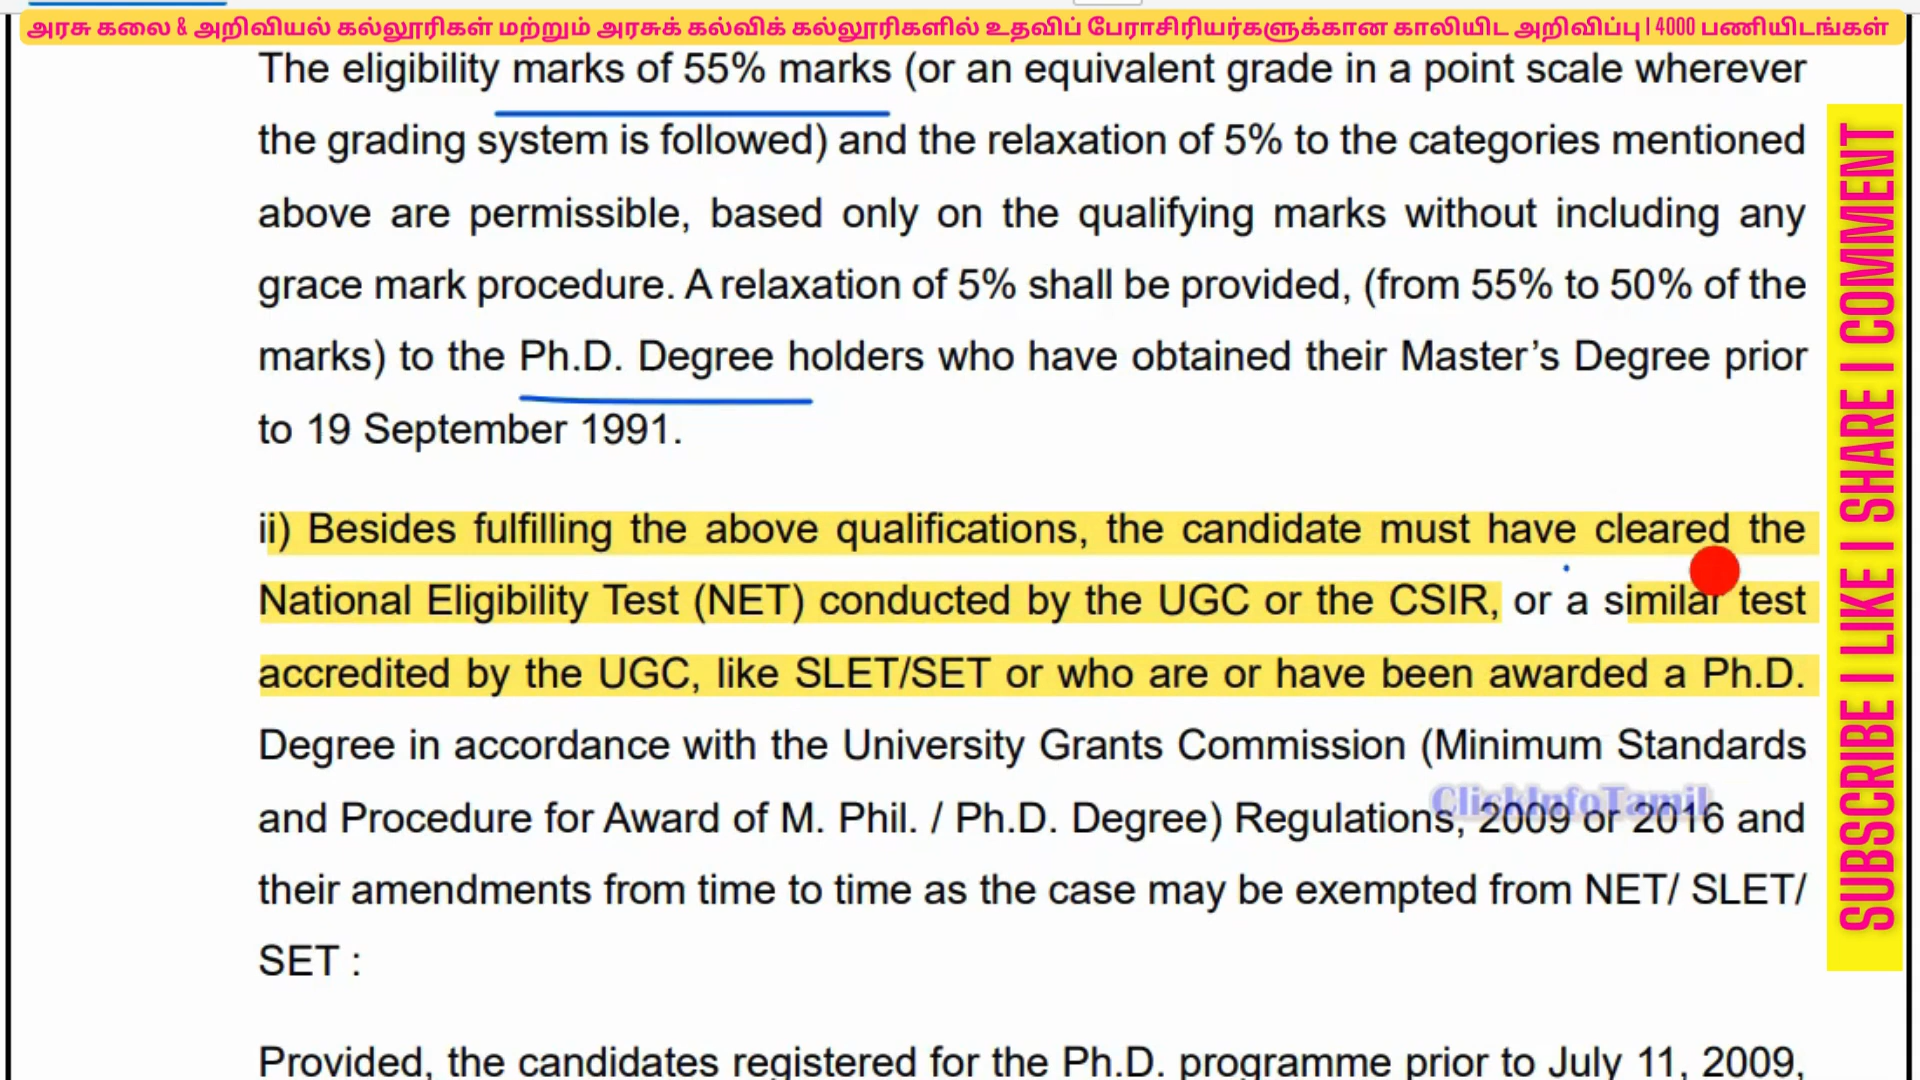 அரசு கலை & அறிவியல் கல்லூரிகள் மற்றும் அரசுக் கல்விக் கல்லூரிகளில் உதவிப் பேராசிரியர்களுக்கான காலியிட அறிவிப்பு | 4000 பணியிடங்கள்
The eligibility marks of 55% marks (or an equivalent grade in a point scale wherever
the grading system is followed) and the relaxation of 5% to the categories mentioned
above are permissible, based only on the qualifying marks without including any
grace mark procedure. A relaxation of 5% shall be provided, (from 55% to 50% of the
marks) to the Ph.D. Degree holders who have obtained their Master’s Degree prior
to 19 September 1991.
ii) Besides fulfilling the above qualifications, the candidate must have cleared the
National Eligibility Test (NET) conducted by the UGC or the CSIR, or a similar test
accredited by the UGC, like SLET/SET or who are or have been awarded a Ph.D.
Degree in accordance with the University Grants Commission (Minimum Standards
and Procedure for Award of M. Phil. / Ph.D. Degree) Regulations, 2009 or 2016 and
their amendments from time to time as the case may be exempted from NET/ SLET/
SET :
Provided, the candidates registered for the Ph.D. programme prior to July 11, 2009,
ClickInfoTamil
SUBSCRIBE I LIKE I SHARE I COMMENT